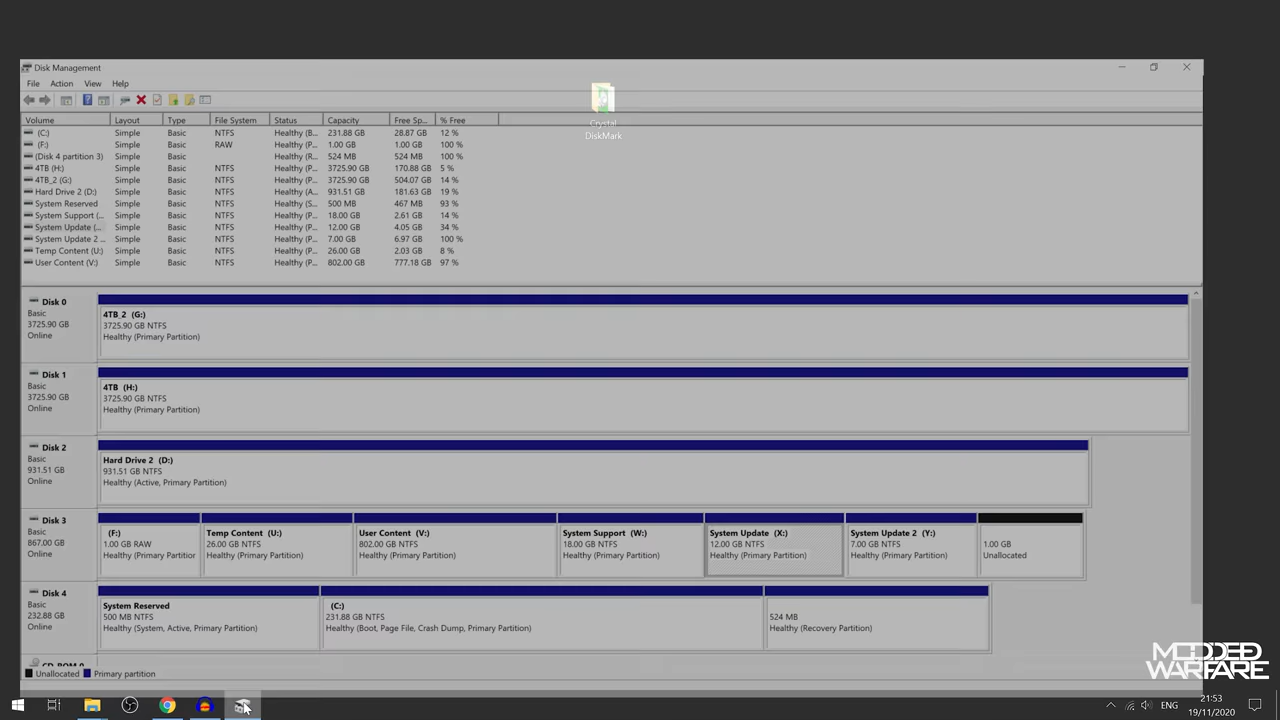 Disk Management
File Action View Help
Crystal
DiskMark
Volume Layout Type File System Status Capacity Free Sp... % Free
(C:) Simple Basic NTFS Healthy (B... 231.88 GB 28.87 GB 12 %
(F:) Simple Basic RAW Healthy (P... 1.00 GB 1.00 GB 100 %
(Disk 4 partition 3) Simple Basic Healthy (R... 524 MB 524 MB 100 %
4TB (H:) Simple Basic NTFS Healthy (P... 3725.90 GB 170.88 GB 5 %
4TB_2 (G:) Simple Basic NTFS Healthy (P... 3725.90 GB 504.07 GB 14 %
Hard Drive 2 (D:) Simple Basic NTFS Healthy (A... 931.51 GB 181.63 GB 19 %
System Reserved Simple Basic NTFS Healthy (S... 500 MB 467 MB 93 %
System Support (... Simple Basic NTFS Healthy (P... 18.00 GB 2.61 GB 14 %
System Update (... Simple Basic NTFS Healthy (P... 12.00 GB 4.05 GB 34 %
System Update 2 ... Simple Basic NTFS Healthy (P... 7.00 GB 6.97 GB 100 %
Temp Content (U:) Simple Basic NTFS Healthy (P... 26.00 GB 2.03 GB 8 %
User Content (V:) Simple Basic NTFS Healthy (P... 802.00 GB 777.18 GB 97 %
Disk 0
Basic
3725.90 GB
Online
4TB_2 (G:)
3725.90 GB NTFS
Healthy (Primary Partition)
Disk 1
Basic
3725.90 GB
Online
4TB (H:)
3725.90 GB NTFS
Healthy (Primary Partition)
Disk 2
Basic
931.51 GB
Online
Hard Drive 2 (D:)
931.51 GB NTFS
Healthy (Active, Primary Partition)
Disk 3
Basic
867.00 GB
Online
(F:)
1.00 GB RAW
Healthy (Primary Partitior
Temp Content (U:)
26.00 GB NTFS
Healthy (Primary Partition)
User Content (V:)
802.00 GB NTFS
Healthy (Primary Partition)
System Support (W:)
18.00 GB NTFS
Healthy (Primary Partition)
System Update (X:)
12.00 GB NTFS
Healthy (Primary Partition)
System Update 2 (Y:)
7.00 GB NTFS
Healthy (Primary Partition)
1.00 GB
Unallocated
Disk 4
Basic
232.88 GB
Online
System Reserved
500 MB NTFS
Healthy (System, Active, Primary Partition)
(C:)
231.88 GB NTFS
Healthy (Boot, Page File, Crash Dump, Primary Partition)
524 MB
Healthy (Recovery Partition)
CD-ROM 0
Unallocated Primary partition
MODDED
WARFARE
ENG
21:53
19/11/2020